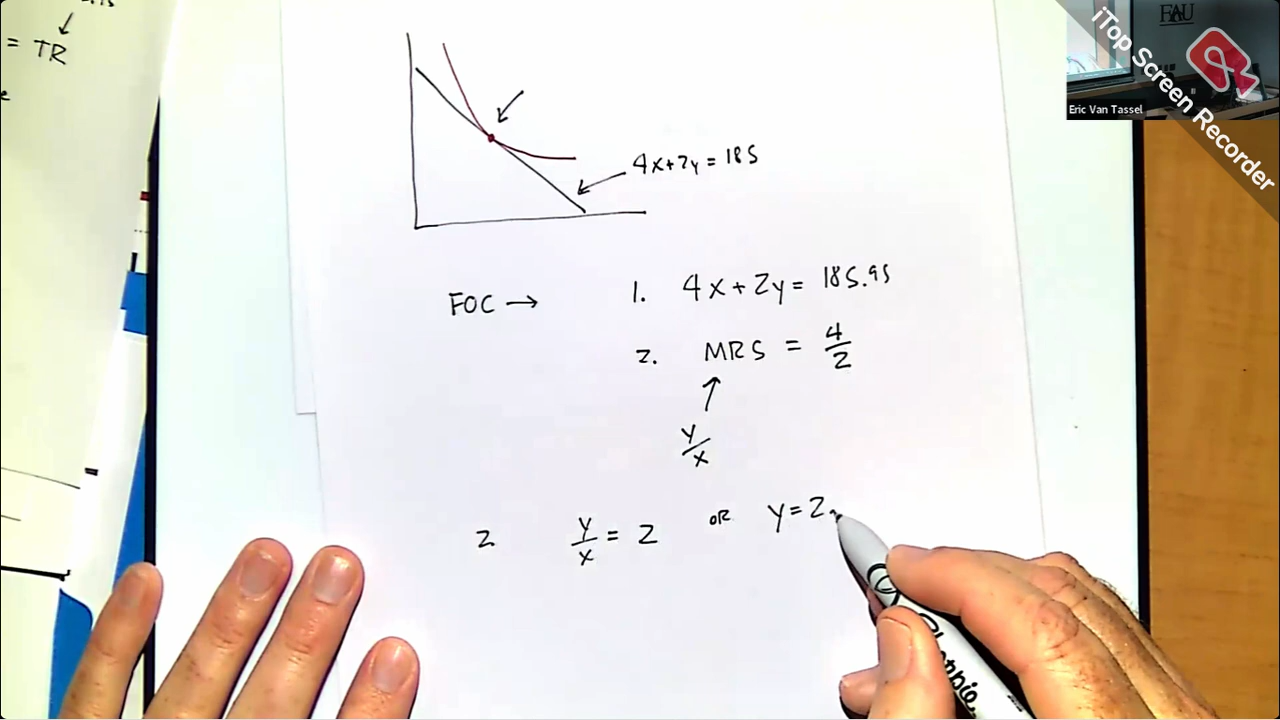 = TR
4x+2y = 185
FOC → 1. 4x+2y = 185.95
2. MRS = 4/2
y/x
2 y/x = 2 OR y=2
Sharpie.
FAU
Eric Van Tassel
iTop Screen Recorder